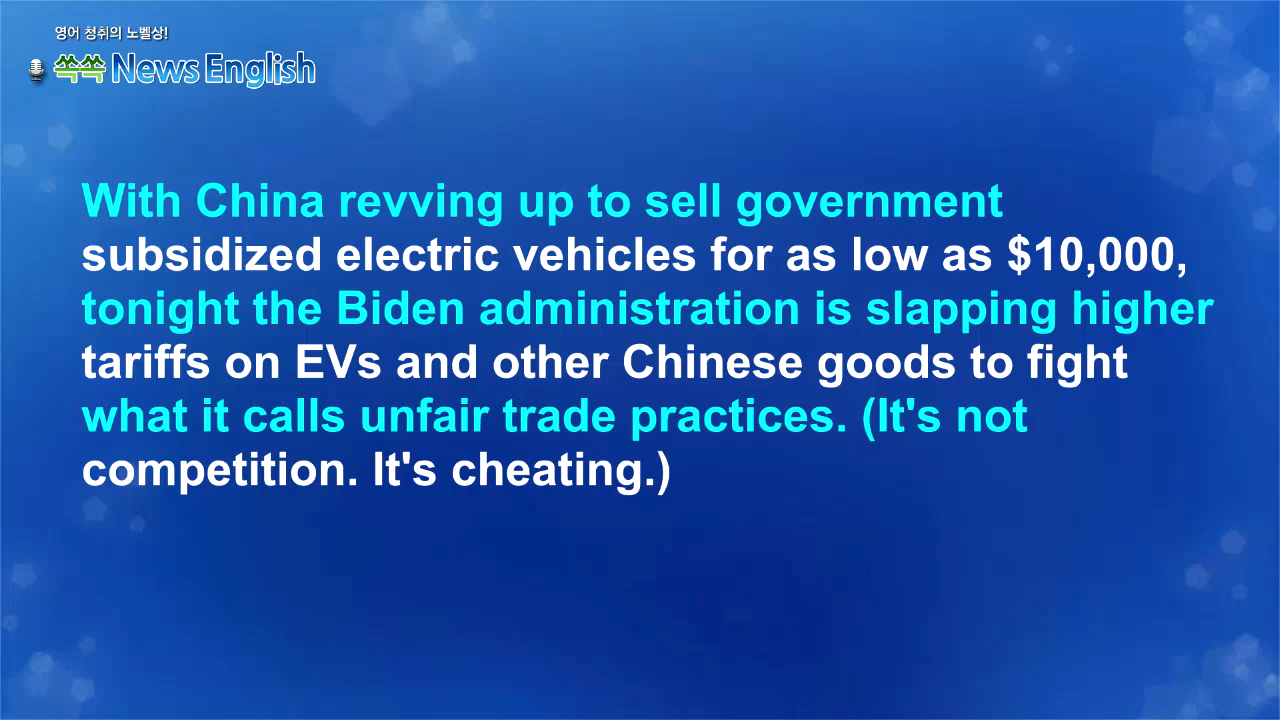 영어 청취의 노벨상!
쏙쏙 News English
With China revving up to sell government
subsidized electric vehicles for as low as $10,000,
tonight the Biden administration is slapping higher
tariffs on EVs and other Chinese goods to fight
what it calls unfair trade practices. (It's not
competition. It's cheating.)